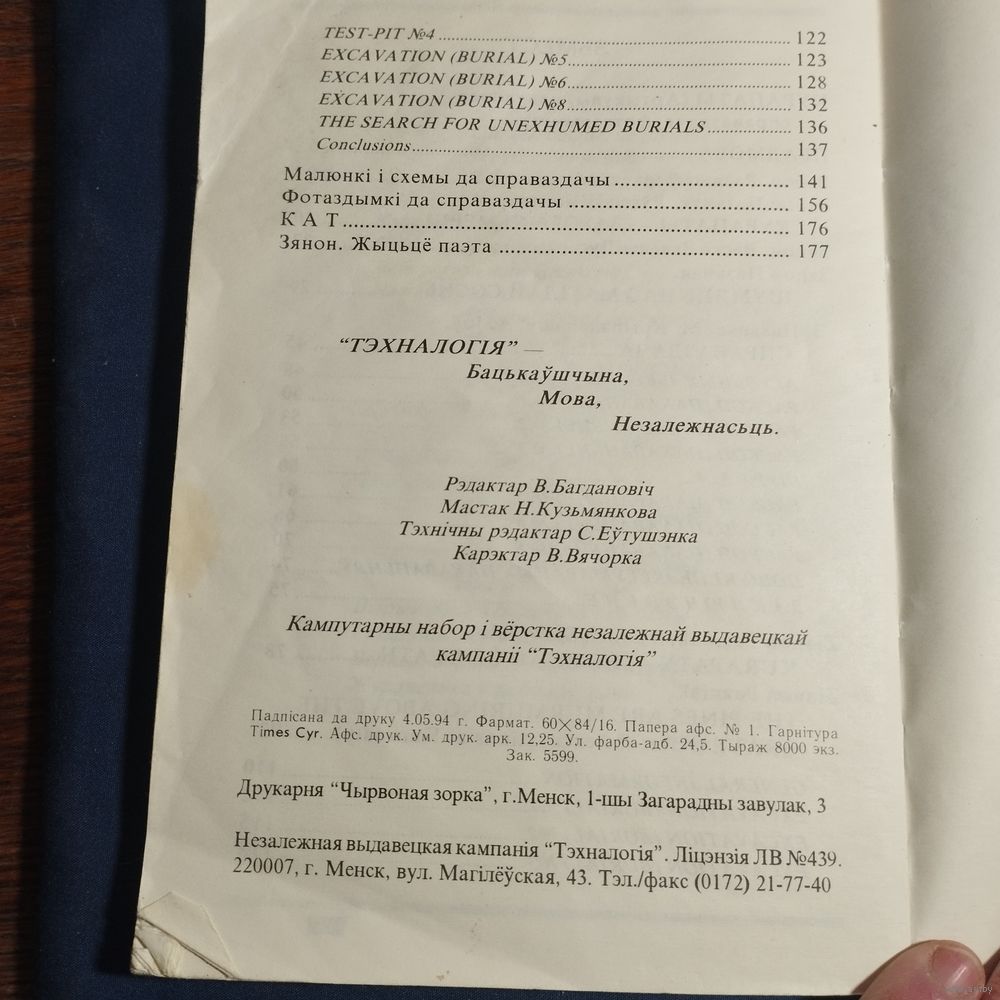 TEST-PIT №4 ........ 122
EXCAVATION (BURIAL) №5 ........ 123
EXCAVATION (BURIAL) №6 ........ 128
EXCAVATION (BURIAL) №8 ........ 132
THE SEARCH FOR UNEXHUMED BURIALS ........ 136
Conclusions ........ 137
Малюнкі і схемы да справаздачы ........ 141
Фотаздымкі да справаздачы ........ 156
К А Т ........ 176
Зянон. Жыцьцё паэта ........ 177
“ТЭХНАЛОГІЯ” —
Бацькаўшчына,
Мова,
Незалежнасьць.
Рэдактар В.Багдановіч
Мастак Н.Кузьмянкова
Тэхнічны рэдактар С.Еўтушэнка
Карэктар В.Вячорка
Кампутарны набор і вёрстка незалежнай выдавецкай
кампаніі “Тэхналогія”
Падпісана да друку 4.05.94 г. Фармат. 60×84/16. Папера афс. № 1. Гарнітура
Times Cyr. Афс. друк. Ум. друк. арк. 12,25. Ул. фарба-адб. 24,5. Тыраж 8000 экз.
Зак. 5599.
Друкарня “Чырвоная зорка”, г.Менск, 1-шы Загарадны завулак, 3
Незалежная выдавецкая кампанія “Тэхналогія”. Ліцэнзія ЛВ №439.
220007, г. Менск, вул. Магілёўская, 43. Тэл./факс (0172) 21-77-40